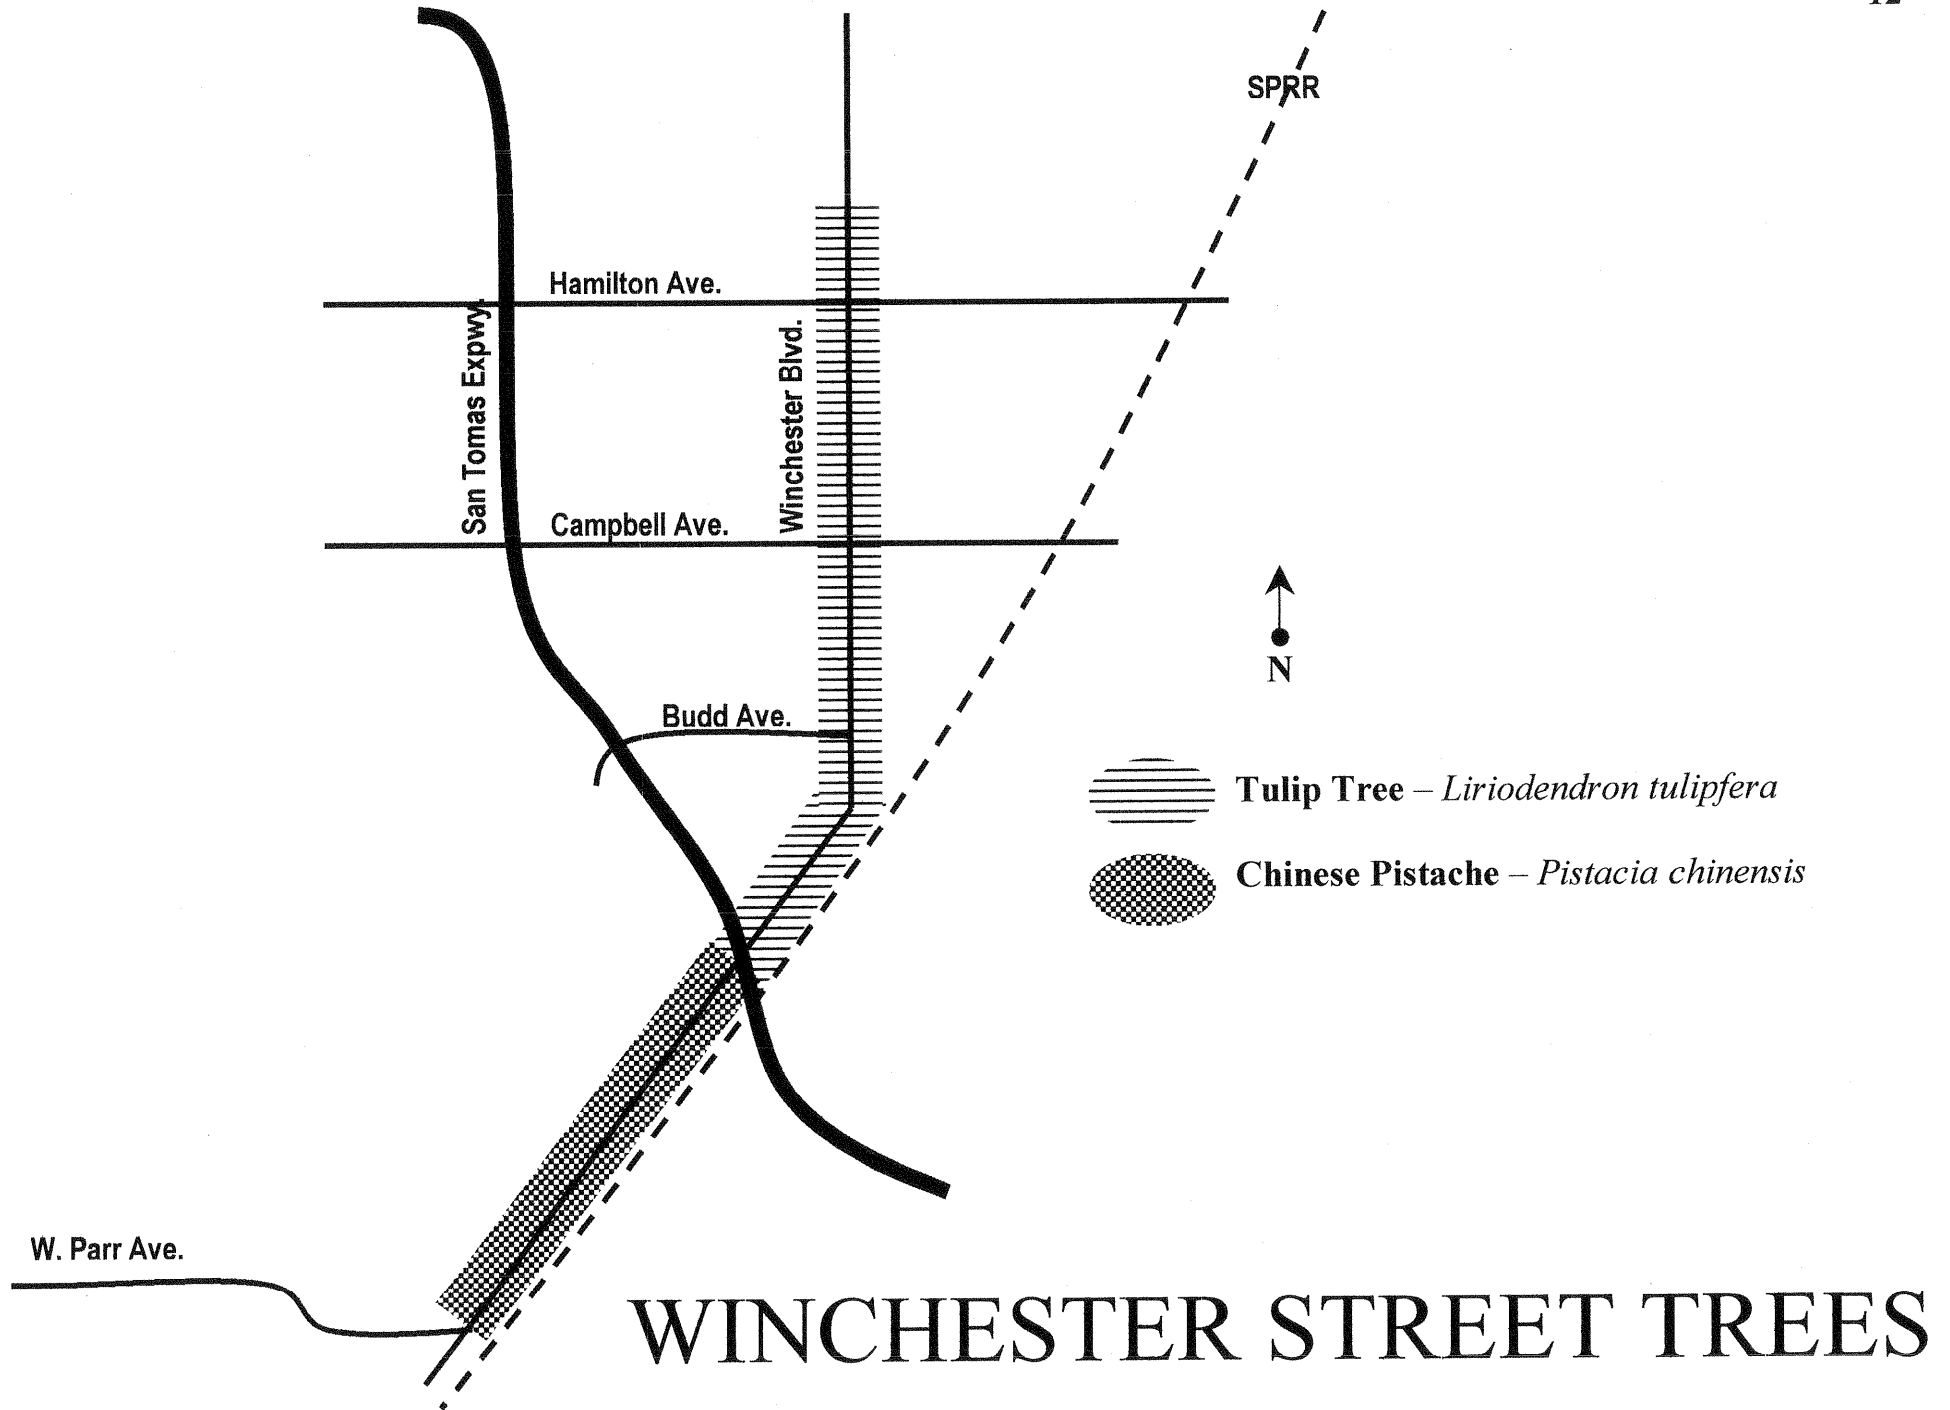 SPRR
Hamilton Ave.
San Tomas Expwy.
Winchester Blvd.
Campbell Ave.
N
Budd Ave.
Tulip Tree – Liriodendron tulipfera
Chinese Pistache – Pistacia chinensis
W. Parr Ave.
WINCHESTER STREET TREES